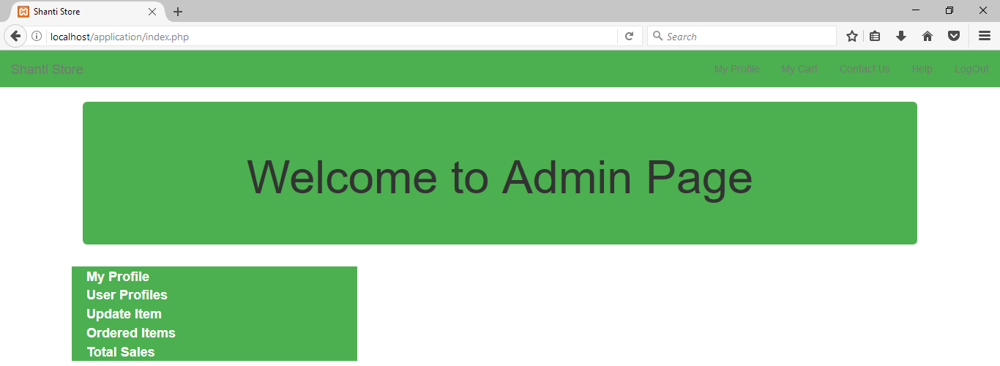 Shanti Store
localhost/application/index.php
Search
Shanti Store My Profile My Cart Contact Us Help LogOut
Welcome to Admin Page
My Profile
User Profiles
Update Item
Ordered Items
Total Sales